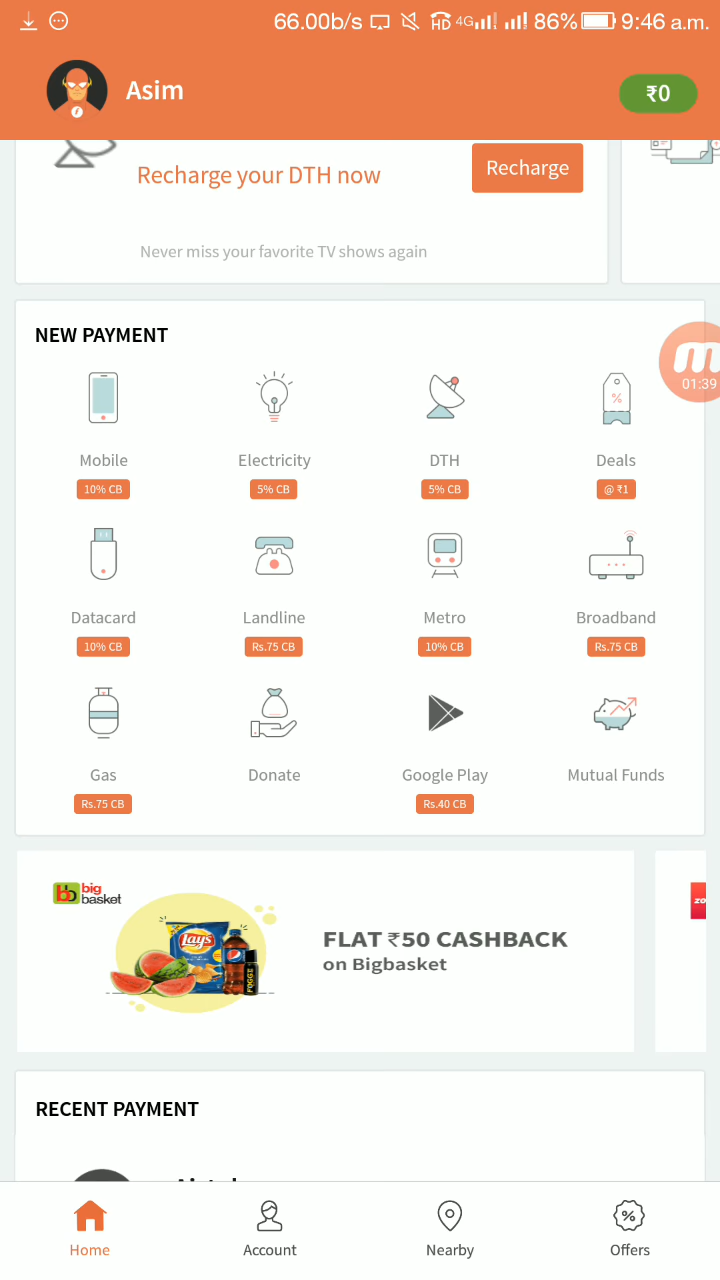 66.00b/s HD 4G 86% 9:46 a.m.
Asim
₹0
Recharge your DTH now
Recharge
Never miss your favorite TV shows again
NEW PAYMENT
01:39
Mobile Electricity DTH Deals
10% CB 5% CB 5% CB @ ₹1
Datacard Landline Metro Broadband
10% CB Rs.75 CB 10% CB Rs.75 CB
Gas Donate Google Play Mutual Funds
Rs.75 CB Rs.40 CB
bb big
basket
Lays
FOGG
FLAT ₹50 CASHBACK
on Bigbasket
RECENT PAYMENT
Home Account Nearby Offers